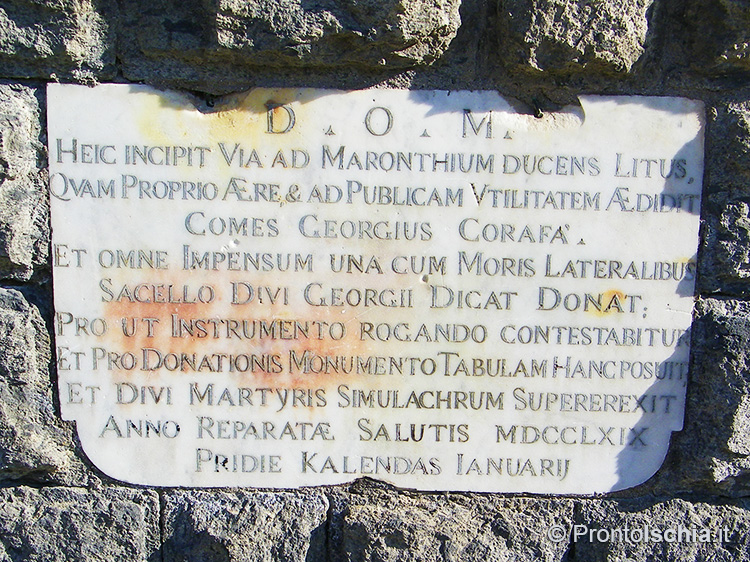 D . O . M .
HEIC INCIPIT VIA AD MARONTHIUM DUCENS LITUS,
QVAM PROPRIO ÆRE, & AD PUBLICAM VTILITATEM ÆDIDIT
COMES GEORGIUS CORAFA'.
ET OMNE IMPENSUM UNA CUM MORIS LATERALIBUS
SACELLO DIVI GEORGII DICAT DONAT:
PRO UT INSTRUMENTO ROGANDO CONTESTABITUR
ET PRO DONATIONIS MONUMENTO TABULAM HANC POSUIT,
ET DIVI MARTYRIS SIMULACHRUM SUPEREREXIT
ANNO REPARATÆ SALUTIS MDCCLXIX
PRIDIE KALENDAS IANUARIJ
© ProntoIschia.it